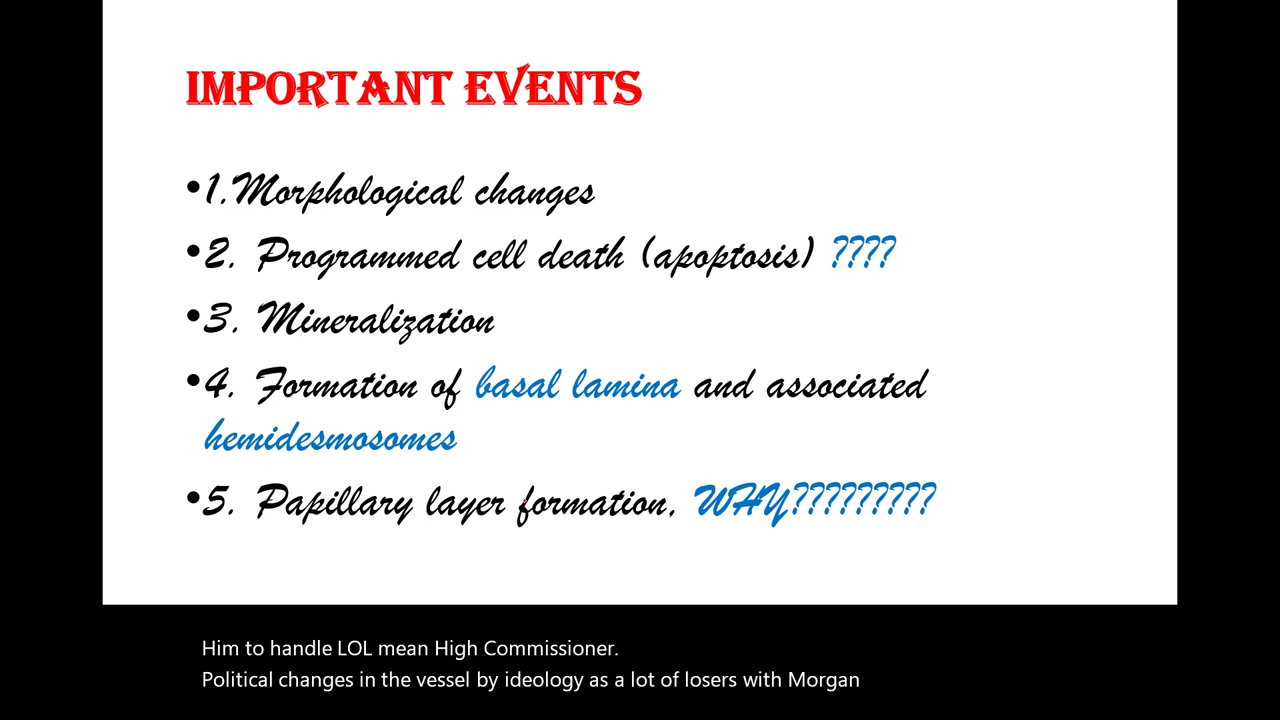 IMPORTANT EVENTS
•1.Morphological changes
•2. Programmed cell death (apoptosis) ????
•3. Mineralization
•4. Formation of basal lamina and associated
hemidesmosomes
•5. Papillary layer formation, WHY?????????
Him to handle LOL mean High Commissioner.
Political changes in the vessel by ideology as a lot of losers with Morgan